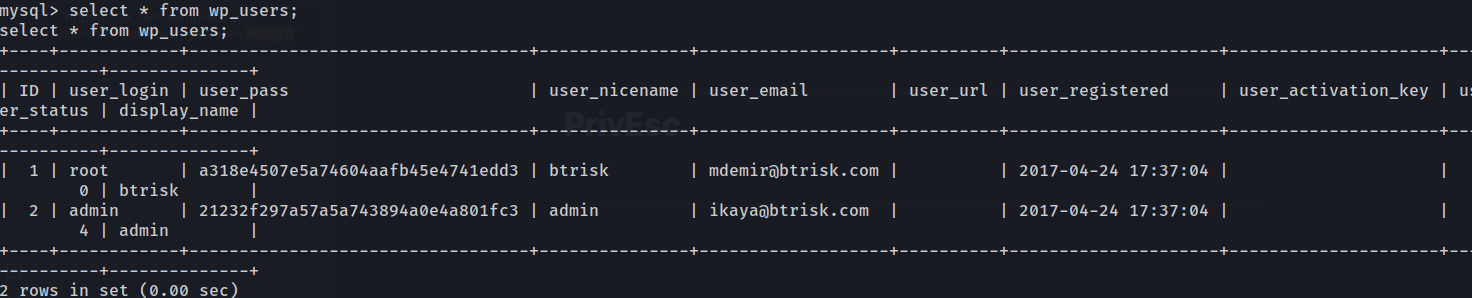 mysql> select * from wp_users;
select * from wp_users;
+----+------------+----------------------------------+---------------+--------------------+----------+---------------------+---------------------+---
----------+--------------+
| ID | user_login | user_pass                        | user_nicename | user_email         | user_url | user_registered     | user_activation_key | us
er_status | display_name |
+----+------------+----------------------------------+---------------+--------------------+----------+---------------------+---------------------+---
----------+--------------+
|  1 | root       | a318e4507e5a74604aafb45e4741edd3 | btrisk        | mdemir@btrisk.com  |          | 2017-04-24 17:37:04 |                     |
        0 | btrisk       |
|  2 | admin      | 21232f297a57a5a743894a0e4a801fc3 | admin         | ikaya@btrisk.com   |          | 2017-04-24 17:37:04 |                     |
        4 | admin        |
+----+------------+----------------------------------+---------------+--------------------+----------+---------------------+---------------------+---
----------+--------------+
2 rows in set (0.00 sec)
PrivEsc